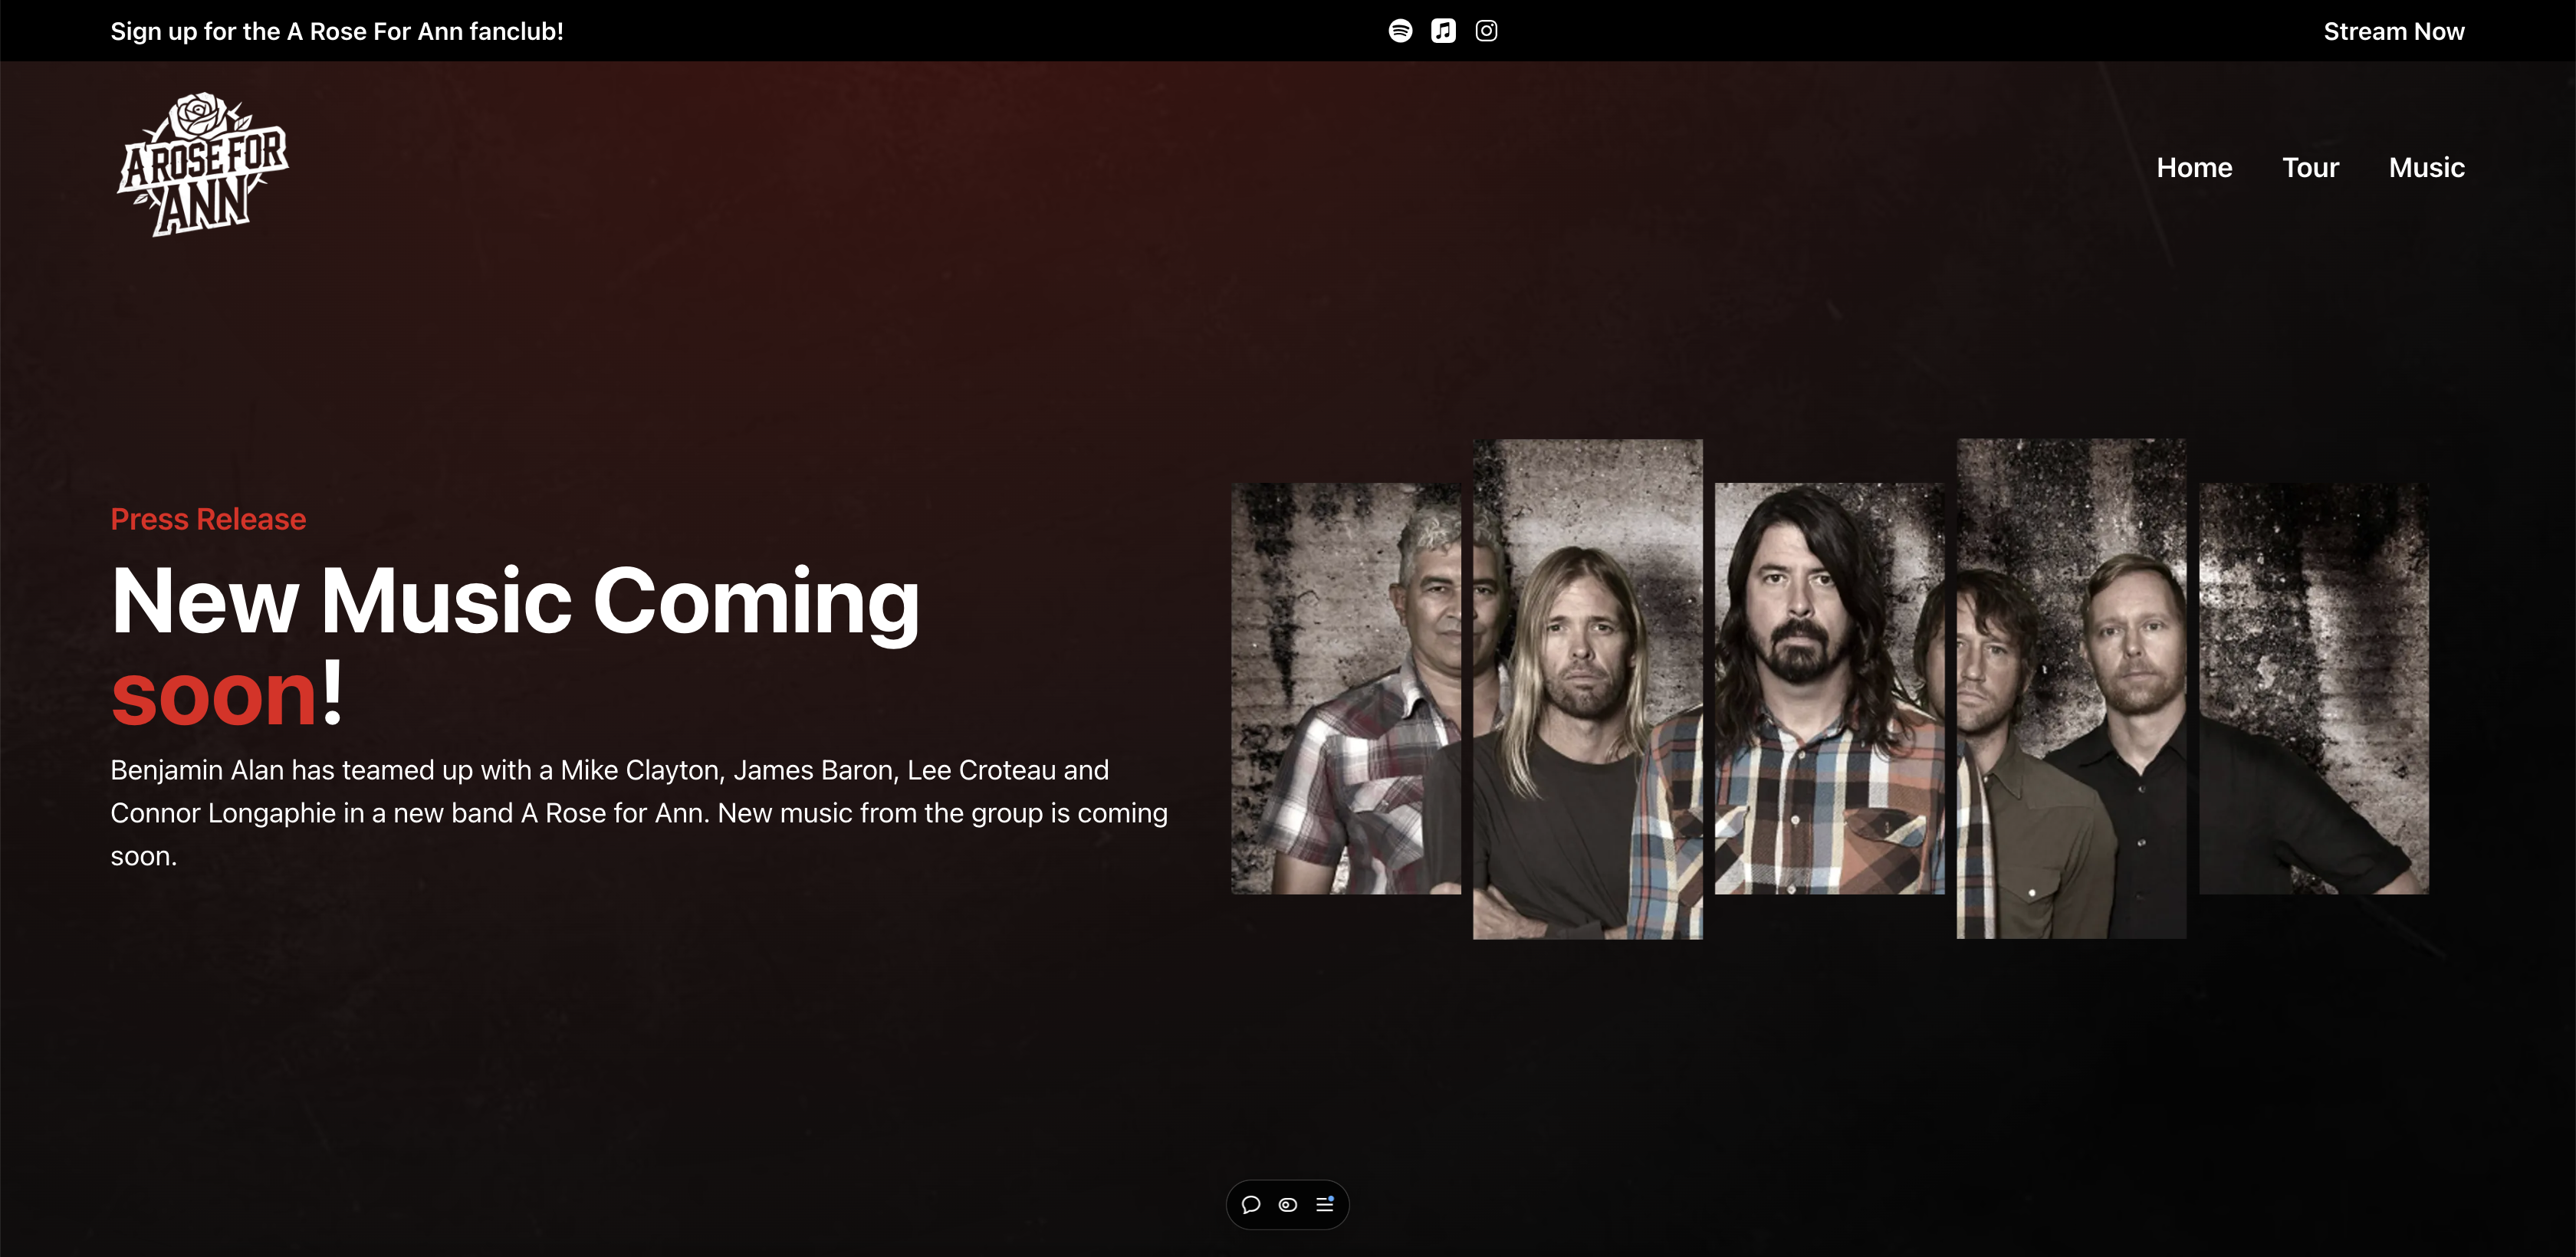 Sign up for the A Rose For Ann fanclub!
Stream Now
A ROSE FOR
ANN
Home
Tour
Music
Press Release
New Music Coming
soon!
Benjamin Alan has teamed up with a Mike Clayton, James Baron, Lee Croteau and
Connor Longaphie in a new band A Rose for Ann. New music from the group is coming
soon.